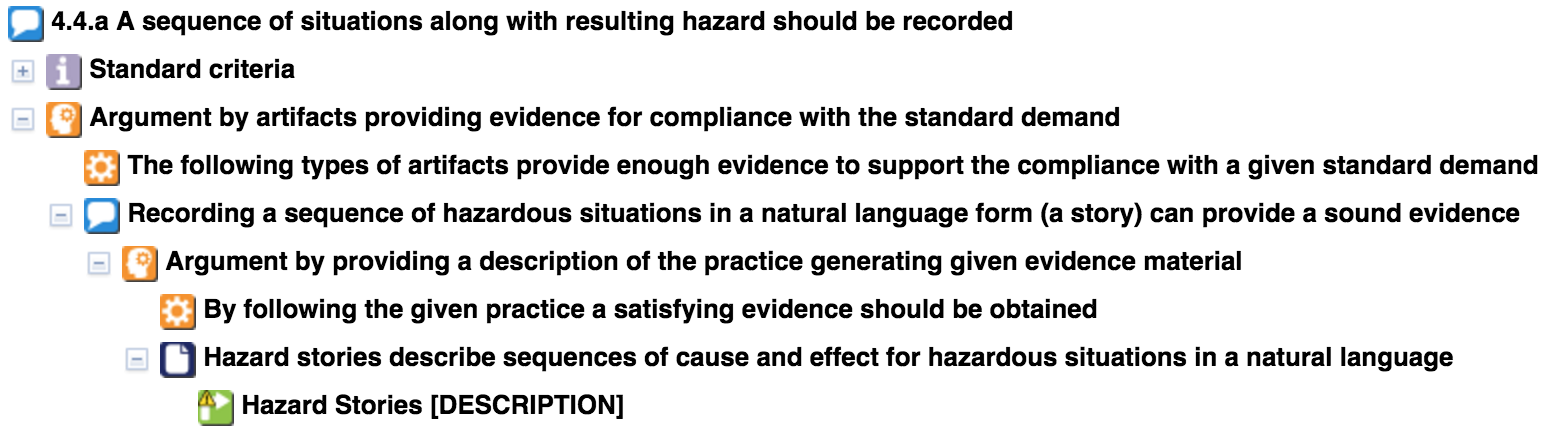 4.4.a A sequence of situations along with resulting hazard should be recorded
Standard criteria
Argument by artifacts providing evidence for compliance with the standard demand
The following types of artifacts provide enough evidence to support the compliance with a given standard demand
Recording a sequence of hazardous situations in a natural language form (a story) can provide a sound evidence
Argument by providing a description of the practice generating given evidence material
By following the given practice a satisfying evidence should be obtained
Hazard stories describe sequences of cause and effect for hazardous situations in a natural language
Hazard Stories [DESCRIPTION]